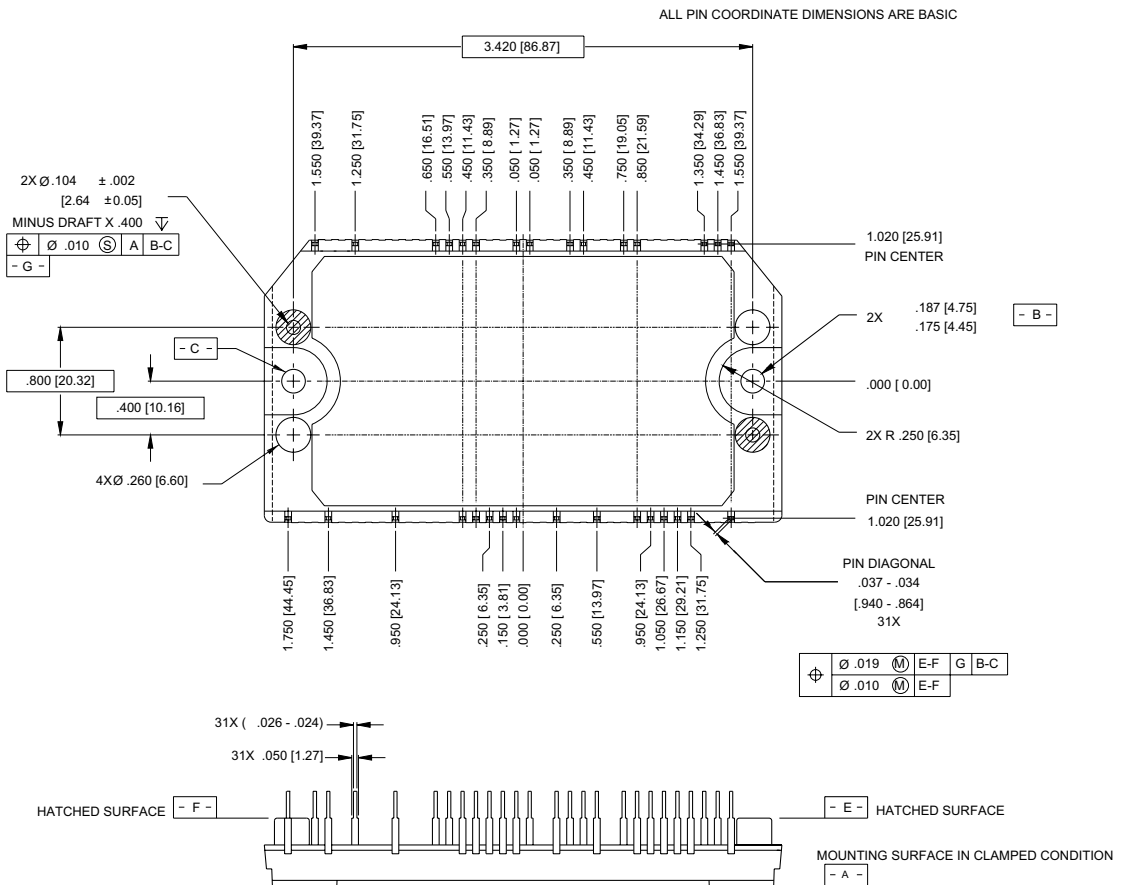 ALL PIN COORDINATE DIMENSIONS ARE BASIC
3.420 [86.87]
1.550 [39.37]
1.250 [31.75]
.650 [16.51]
.550 [13.97]
.450 [11.43]
.350 [ 8.89]
.050 [ 1.27]
.050 [ 1.27]
.350 [ 8.89]
.450 [11.43]
.750 [19.05]
.850 [21.59]
1.350 [34.29]
1.450 [36.83]
1.550 [39.37]
2X Ø.104 ± .002
[2.64 ±0.05]
MINUS DRAFT X .400
Ø .010 Ⓢ A B-C
- G -
1.020 [25.91]
PIN CENTER
2X .187 [4.75]
.175 [4.45]
- B -
- C -
.800 [20.32]
.400 [10.16]
.000 [ 0.00]
2X R .250 [6.35]
4XØ .260 [6.60]
PIN CENTER
1.020 [25.91]
PIN DIAGONAL
.037 - .034
[.940 - .864]
31X
1.750 [44.45]
1.450 [36.83]
.950 [24.13]
.250 [ 6.35]
.150 [ 3.81]
.000 [ 0.00]
.250 [ 6.35]
.550 [13.97]
.950 [24.13]
1.050 [26.67]
1.150 [29.21]
1.250 [31.75]
Ø .019 Ⓜ E-F G B-C
Ø .010 Ⓜ E-F
31X ( .026 - .024)
31X .050 [1.27]
HATCHED SURFACE - F -
- E - HATCHED SURFACE
MOUNTING SURFACE IN CLAMPED CONDITION
- A -